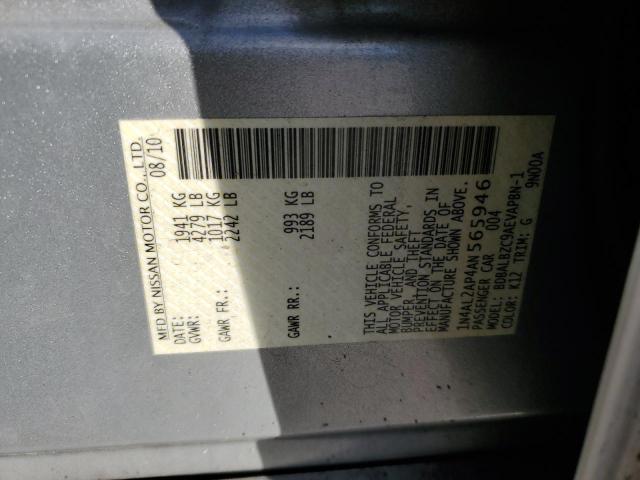 MFD BY NISSAN MOTOR CO., LTD.
DATE: 08/10
GVWR: 1941 KG
4279 LB
GAWR FR.: 1017 KG
2242 LB
GAWR RR.: 993 KG
2189 LB
THIS VEHICLE CONFORMS TO
ALL APPLICABLE FEDERAL
MOTOR VEHICLE SAFETY,
BUMPER, AND THEFT
PREVENTION STANDARDS IN
EFFECT ON THE DATE OF
MANUFACTURE SHOWN ABOVE.
1N4AL2AP4AN565946
PASSENGER CAR 004
MODEL: BDBALBZC9AEVAPBN-1
COLOR: K12 TRIM: G 9N00A